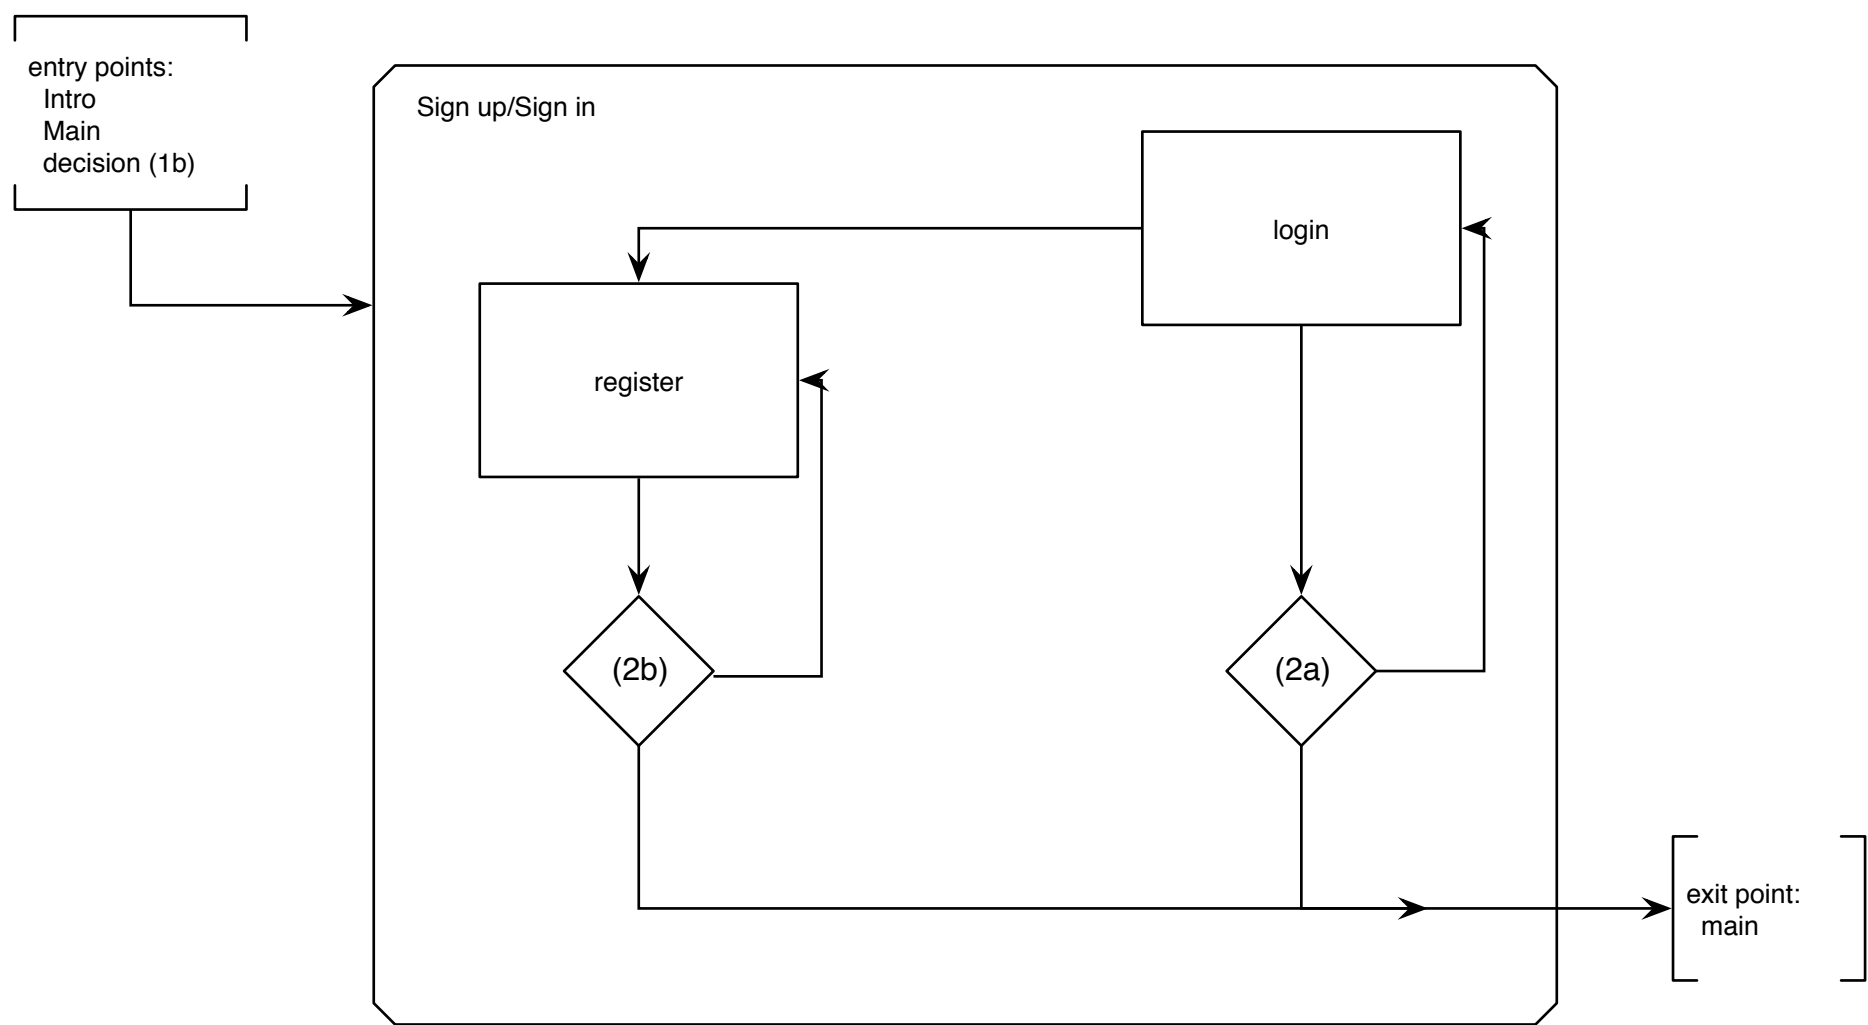 entry points:
Intro
Main
decision (1b)
Sign up/Sign in
login
register
(2b)
(2a)
exit point:
main